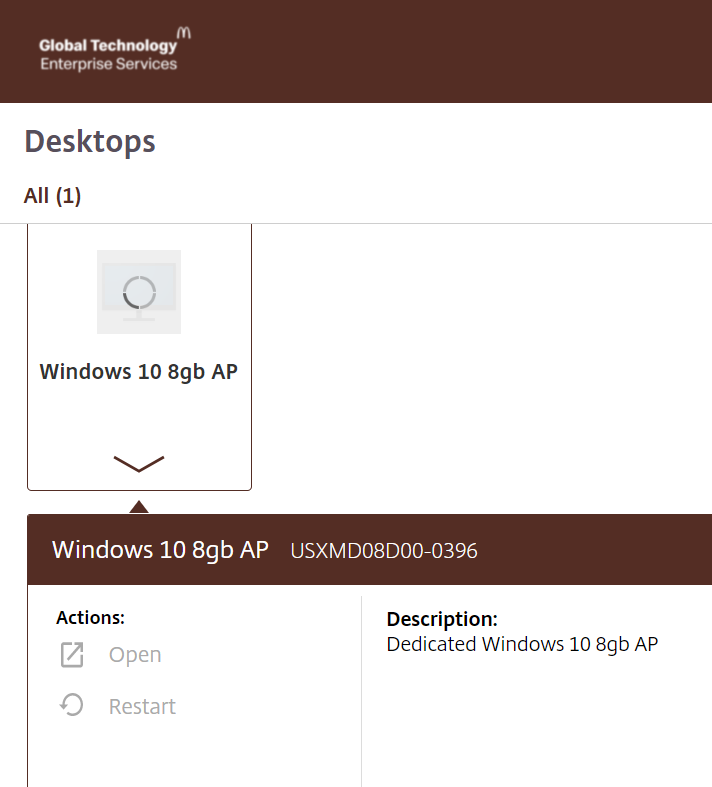 Global Technology
Enterprise Services
Desktops
All (1)
Windows 10 8gb AP
Windows 10 8gb AP USXMD08D00-0396
Actions:
Open
Restart
Description:
Dedicated Windows 10 8gb AP